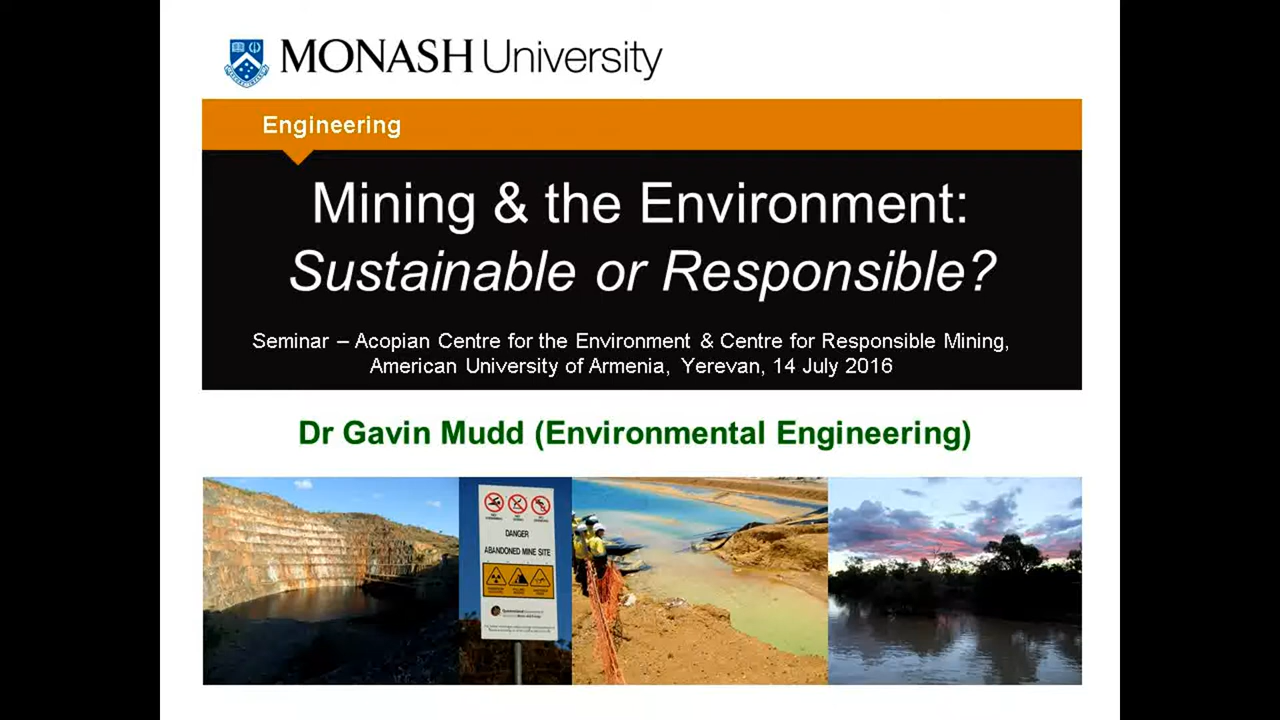 MONASH University
Engineering
Mining & the Environment:
Sustainable or Responsible?
Seminar – Acopian Centre for the Environment & Centre for Responsible Mining,
American University of Armenia, Yerevan, 14 July 2016
Dr Gavin Mudd (Environmental Engineering)
DANGER
ABANDONED MINE SITE